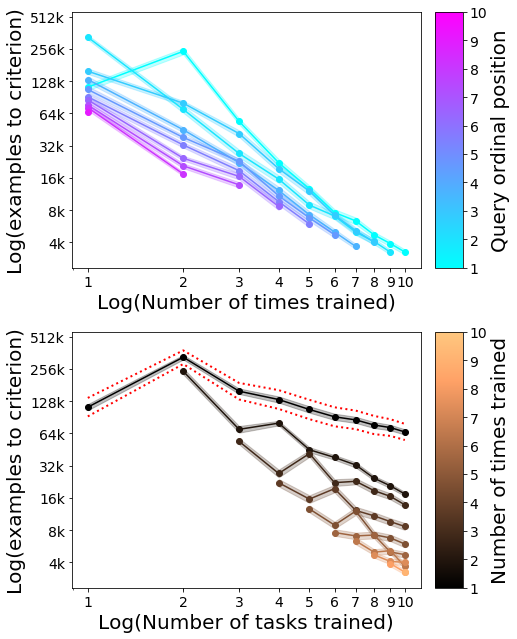 512k
256k
128k
64k
32k
16k
8k
4k
Log(examples to criterion)
1 2 3 4 5 6 7 8 9 10
Log(Number of times trained)
10
9
8
7
6
5
4
3
2
1
Query ordinal position
512k
256k
128k
64k
32k
16k
8k
4k
Log(examples to criterion)
1 2 3 4 5 6 7 8 9 10
Log(Number of tasks trained)
10
9
8
7
6
5
4
3
2
1
Number of times trained